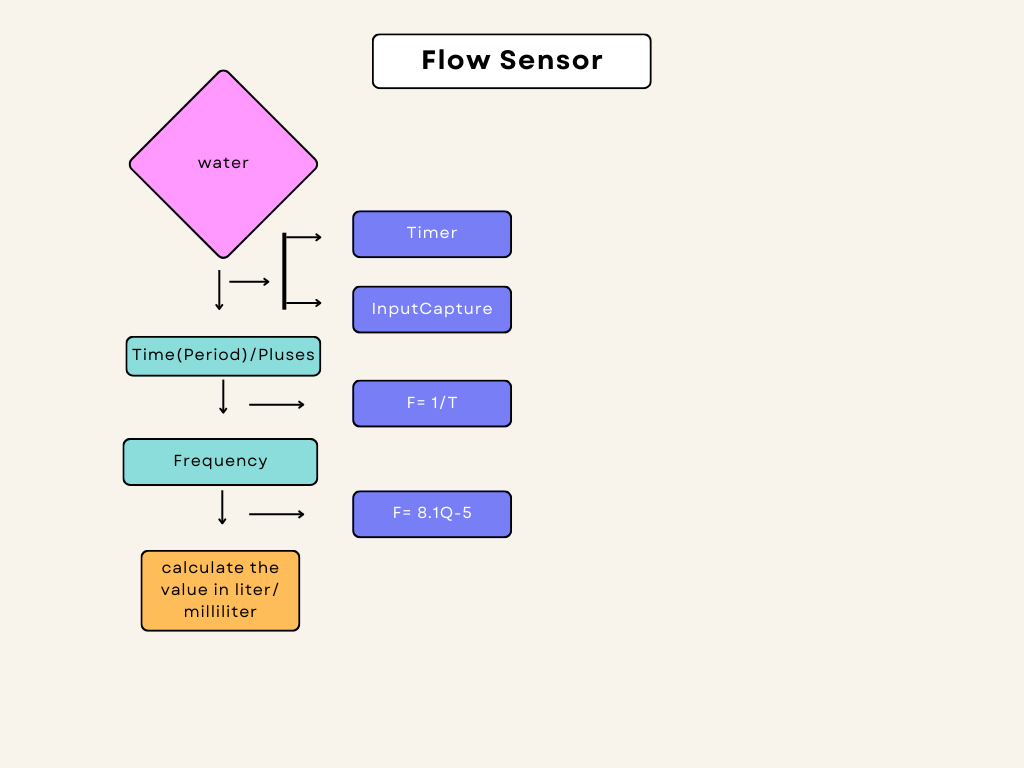 Flow Sensor
water
Timer
InputCapture
Time(Period)/Pluses
F= 1/T
Frequency
F= 8.1Q-5
calculate the
value in liter/
milliliter